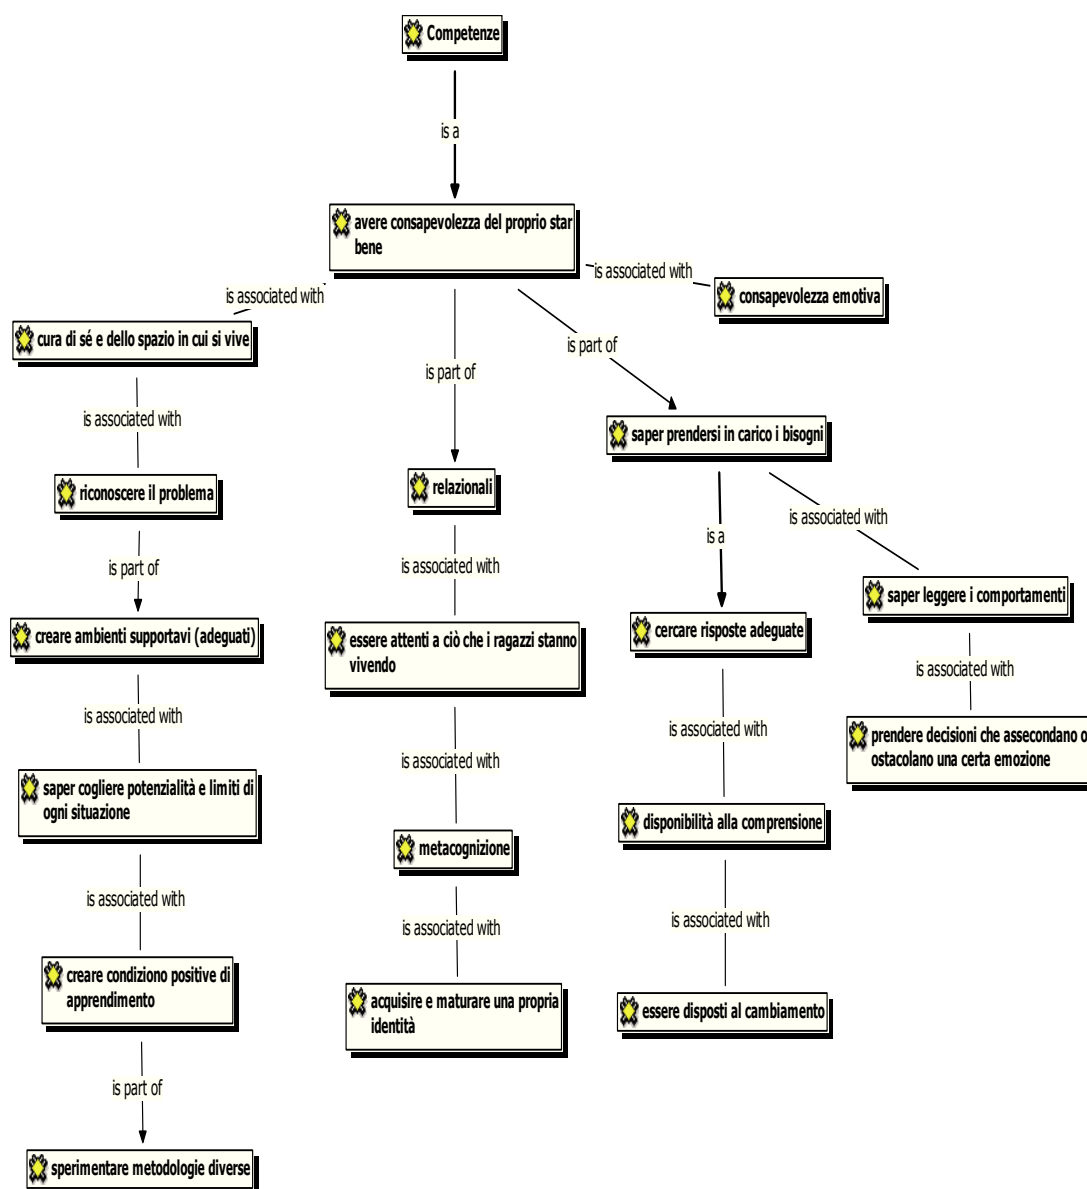 Competenze
is a
avere consapevolezza del proprio star
bene
is associated with
consapevolezza emotiva
is associated with
cura di sé e dello spazio in cui si vive
is part of
is part of
is associated with
saper prendersi in carico i bisogni
riconoscere il problema
relazionali
is associated with
is a
is part of
is associated with
saper leggere i comportamenti
creare ambienti supportavi (adeguati)
essere attenti a ciò che i ragazzi stanno
vivendo
cercare risposte adeguate
is associated with
is associated with
is associated with
prendere decisioni che assecondano o
ostacolano una certa emozione
is associated with
saper cogliere potenzialità e limiti di
ogni situazione
disponibilità alla comprensione
metacognizione
is associated with
is associated with
is associated with
creare condiziono positive di
apprendimento
acquisire e maturare una propria
identità
essere disposti al cambiamento
is part of
sperimentare metodologie diverse